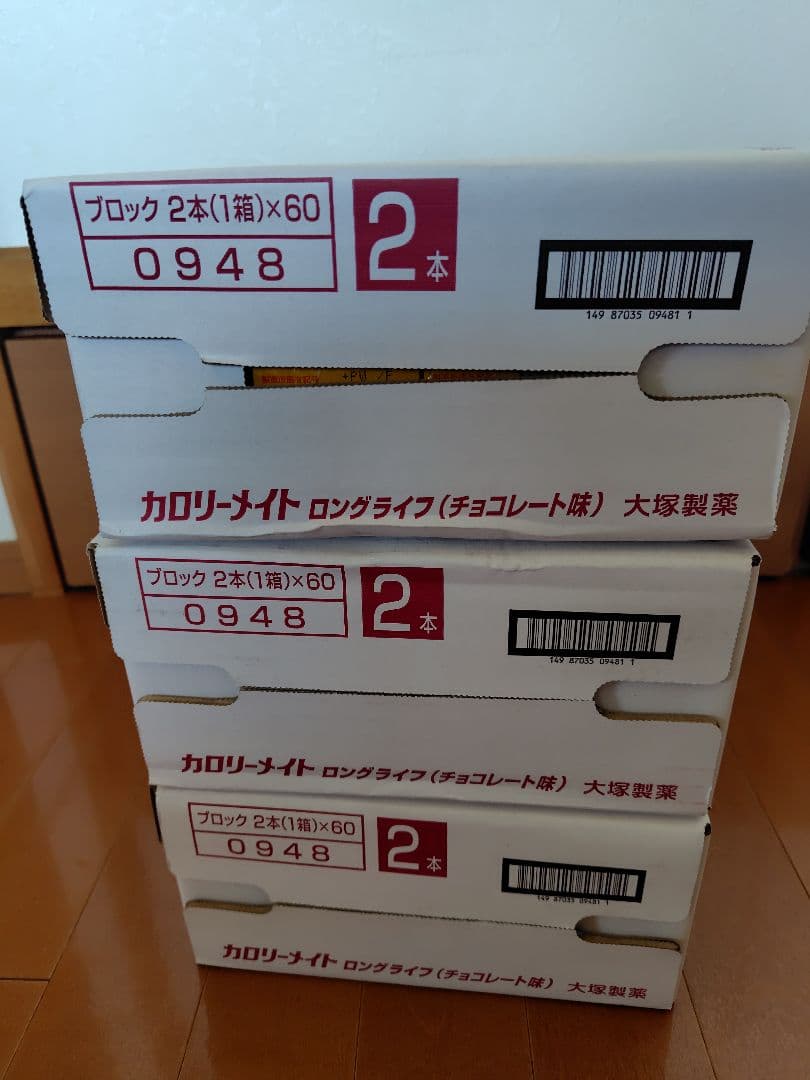 ブロック 2本(1箱)×60
0948
2本
149 87035 09481 1
+FW /F
カロリーメイト ロングライフ(チョコレート味) 大塚製薬
ブロック 2本(1箱)×60
0948
2本
149 87035 09481 1
カロリーメイト ロングライフ(チョコレート味) 大塚製薬
ブロック 2本(1箱)×60
0948
2本
149 87035 09481 1
カロリーメイト ロングライフ(チョコレート味) 大塚製薬